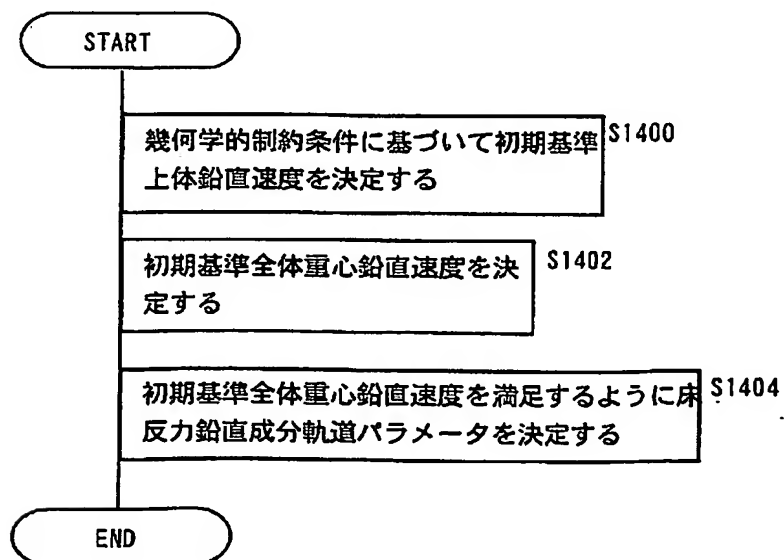 START
幾何学的制約条件に基づいて初期基準
上体鉛直速度を決定する
S1400
初期基準全体重心鉛直速度を決
定する
S1402
初期基準全体重心鉛直速度を満足するように床
反力鉛直成分軌道パラメータを決定する
S1404
END